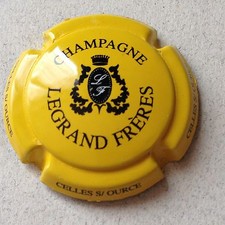 CHAMPAGNE
L
F
LEGRAND FRÈRES
CELLES S/ OURCE